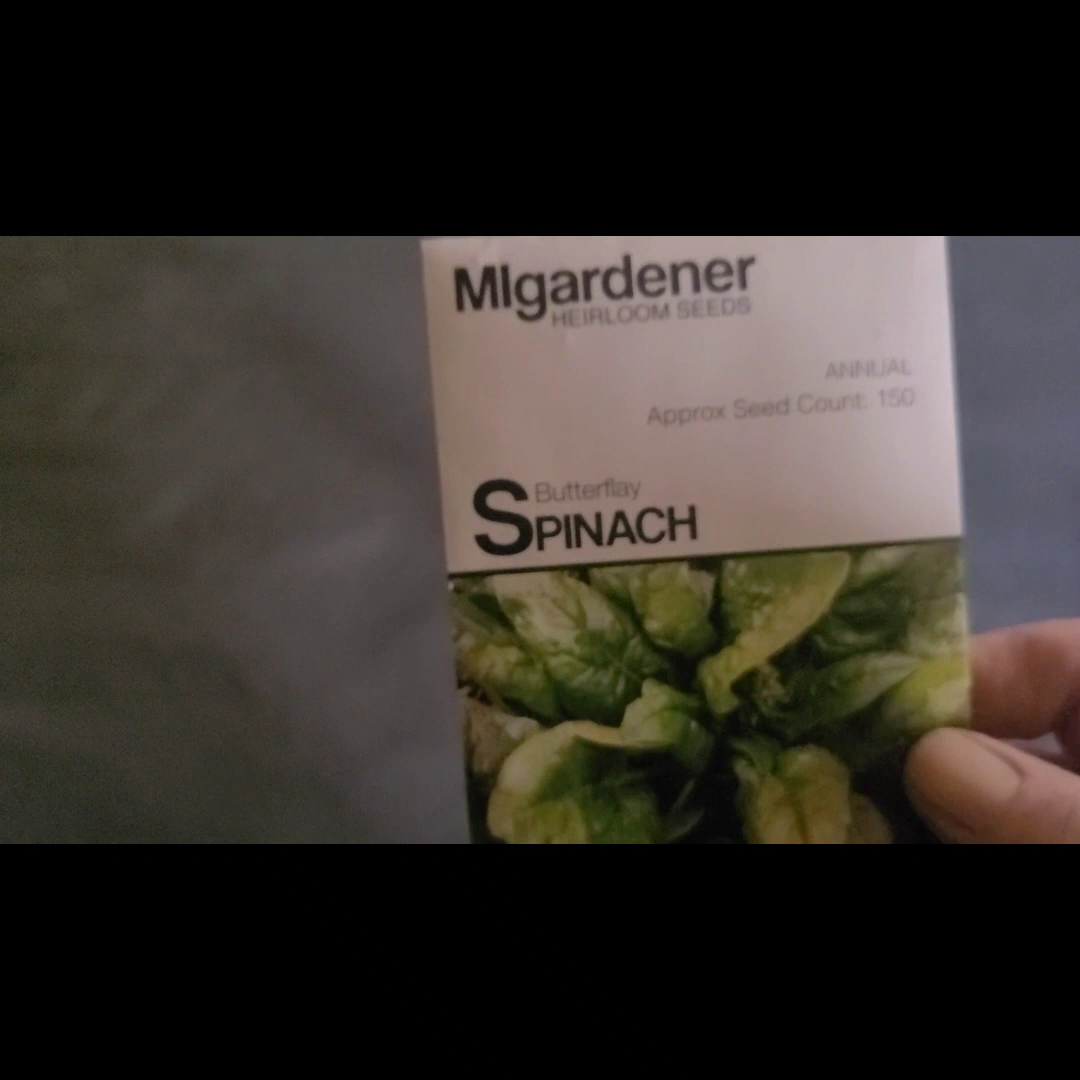 MIgardener
HEIRLOOM SEEDS
ANNUAL
Approx Seed Count: 150
Butterflay
SPINACH